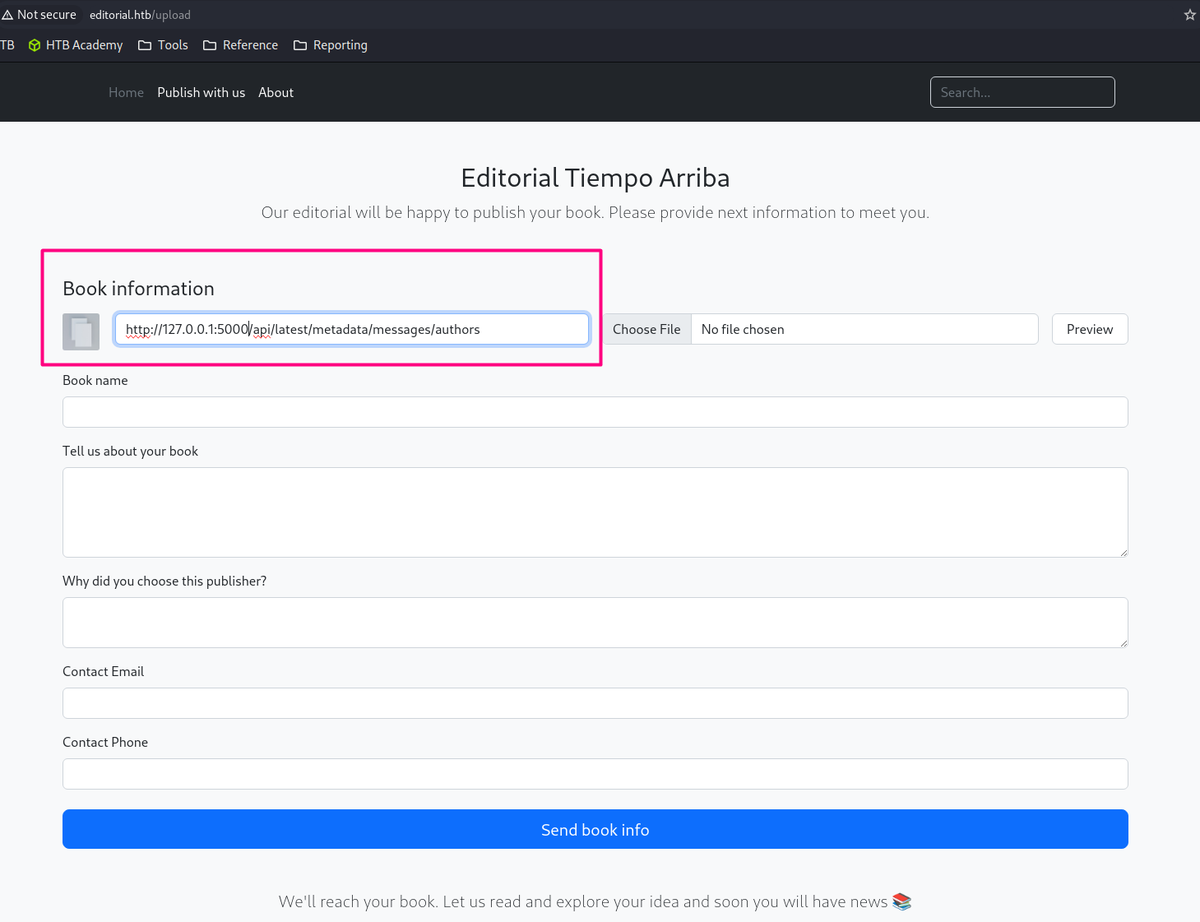 Not secure editorial.htb/upload
TB HTB Academy Tools Reference Reporting
Home Publish with us About Search...
Editorial Tiempo Arriba
Our editorial will be happy to publish your book. Please provide next information to meet you.
Book information
http://127.0.0.1:5000/api/latest/metadata/messages/authors Choose File No file chosen Preview
Book name
Tell us about your book
Why did you choose this publisher?
Contact Email
Contact Phone
Send book info
We'll reach your book. Let us read and explore your idea and soon you will have news 📚